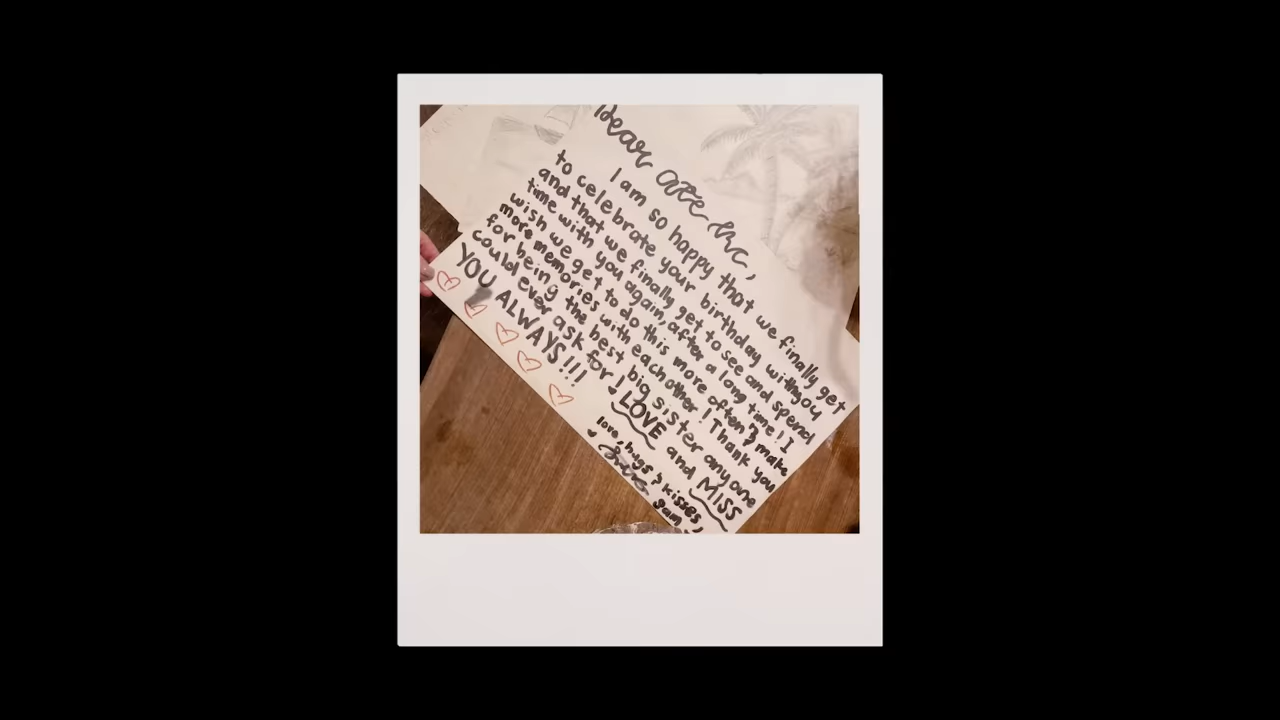 Dear ate
I am so happy that we finally get
to celebrate your birthday with you
and that we finally get to see and spend
time with you again, after a long time!! I
wish we get to do this more often & make
more memories with each other! Thank you
for being the best big sister anyone
could ever ask for! I LOVE and MISS
YOU ALWAYS!!!
love, hugs & kisses,
Sam